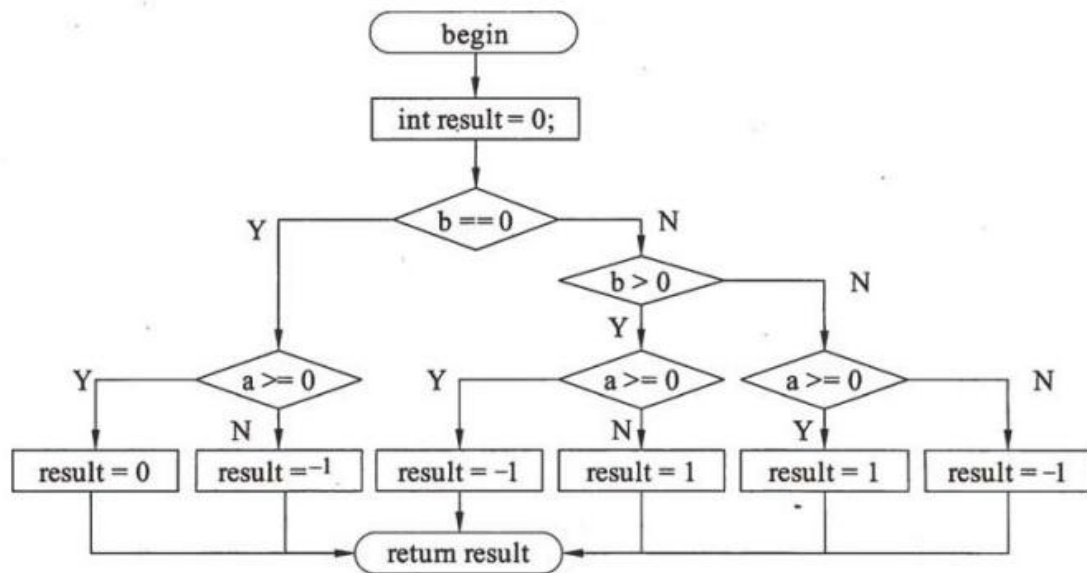 begin
int result = 0;
b == 0
Y
N
b > 0
N
Y
Y
a >= 0
Y
a >= 0
a >= 0
N
N
N
Y
result = 0
result =-1
result = -1
result = 1
result = 1
result = -1
return result